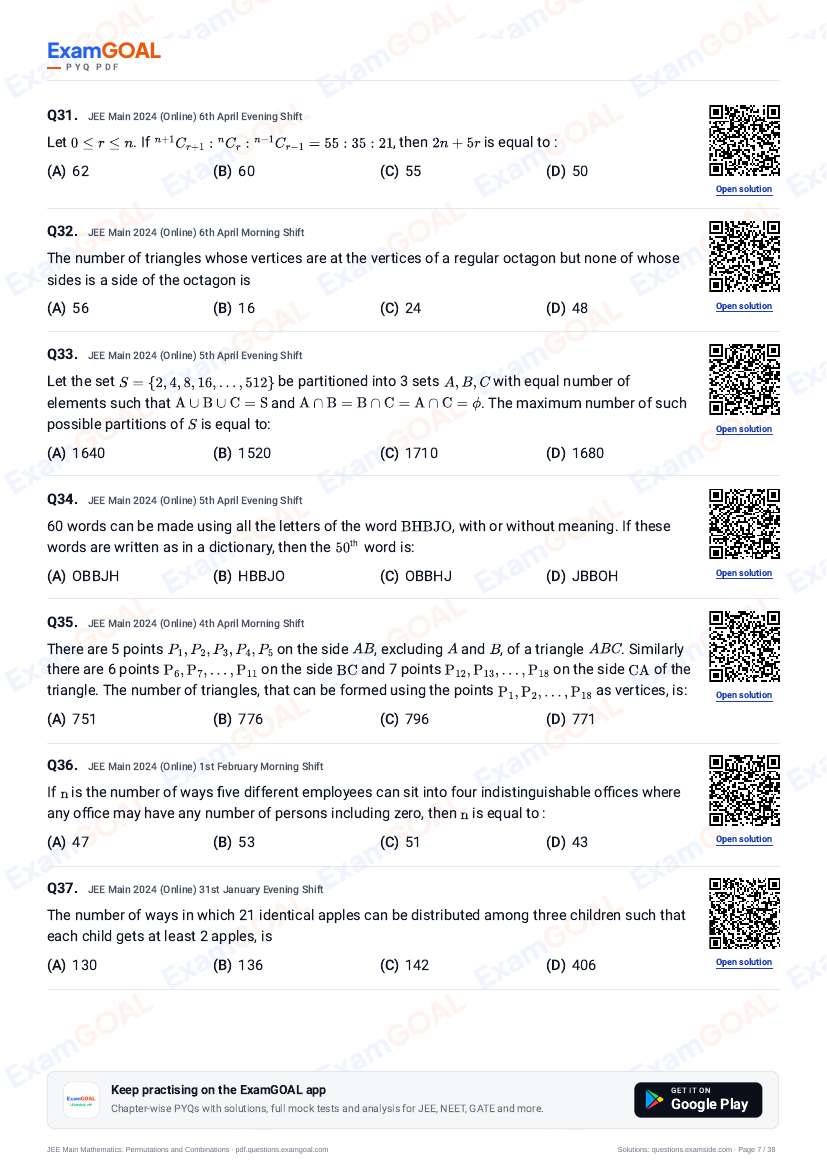 ExamGOAL
PYQ PDF
Q31. JEE Main 2024 (Online) 6th April Evening Shift
Let 0 ≤ r ≤ n. If ⁿ⁺¹Cᵣ₊₁ : ⁿCᵣ : ⁿ⁻¹Cᵣ₋₁ = 55 : 35 : 21, then 2n + 5r is equal to :
(A) 62 (B) 60 (C) 55 (D) 50
Open solution
Q32. JEE Main 2024 (Online) 6th April Morning Shift
The number of triangles whose vertices are at the vertices of a regular octagon but none of whose
sides is a side of the octagon is
(A) 56 (B) 16 (C) 24 (D) 48
Open solution
Q33. JEE Main 2024 (Online) 5th April Evening Shift
Let the set S = {2, 4, 8, 16, . . . , 512} be partitioned into 3 sets A, B, C with equal number of
elements such that A ∪ B ∪ C = S and A ∩ B = B ∩ C = A ∩ C = ϕ. The maximum number of such
possible partitions of S is equal to:
(A) 1640 (B) 1520 (C) 1710 (D) 1680
Open solution
Q34. JEE Main 2024 (Online) 5th April Evening Shift
60 words can be made using all the letters of the word BHBJO, with or without meaning. If these
words are written as in a dictionary, then the 50ᵗʰ word is:
(A) OBBJH (B) HBBJO (C) OBBHJ (D) JBBOH
Open solution
Q35. JEE Main 2024 (Online) 4th April Morning Shift
There are 5 points P₁, P₂, P₃, P₄, P₅ on the side AB, excluding A and B, of a triangle ABC. Similarly
there are 6 points P₆, P₇, . . . , P₁₁ on the side BC and 7 points P₁₂, P₁₃, . . . , P₁₈ on the side CA of the
triangle. The number of triangles, that can be formed using the points P₁, P₂, . . . , P₁₈ as vertices, is:
(A) 751 (B) 776 (C) 796 (D) 771
Open solution
Q36. JEE Main 2024 (Online) 1st February Morning Shift
If n is the number of ways five different employees can sit into four indistinguishable offices where
any office may have any number of persons including zero, then n is equal to :
(A) 47 (B) 53 (C) 51 (D) 43
Open solution
Q37. JEE Main 2024 (Online) 31st January Evening Shift
The number of ways in which 21 identical apples can be distributed among three children such that
each child gets at least 2 apples, is
(A) 130 (B) 136 (C) 142 (D) 406
Open solution
ExamGOAL
Keep practising on the ExamGOAL app
Chapter-wise PYQs with solutions, full mock tests and analysis for JEE, NEET, GATE and more.
GET IT ON
Google Play
JEE Main Mathematics: Permutations and Combinations · pdf.questions.examgoal.com
Solutions: questions.examside.com · Page 7 / 38